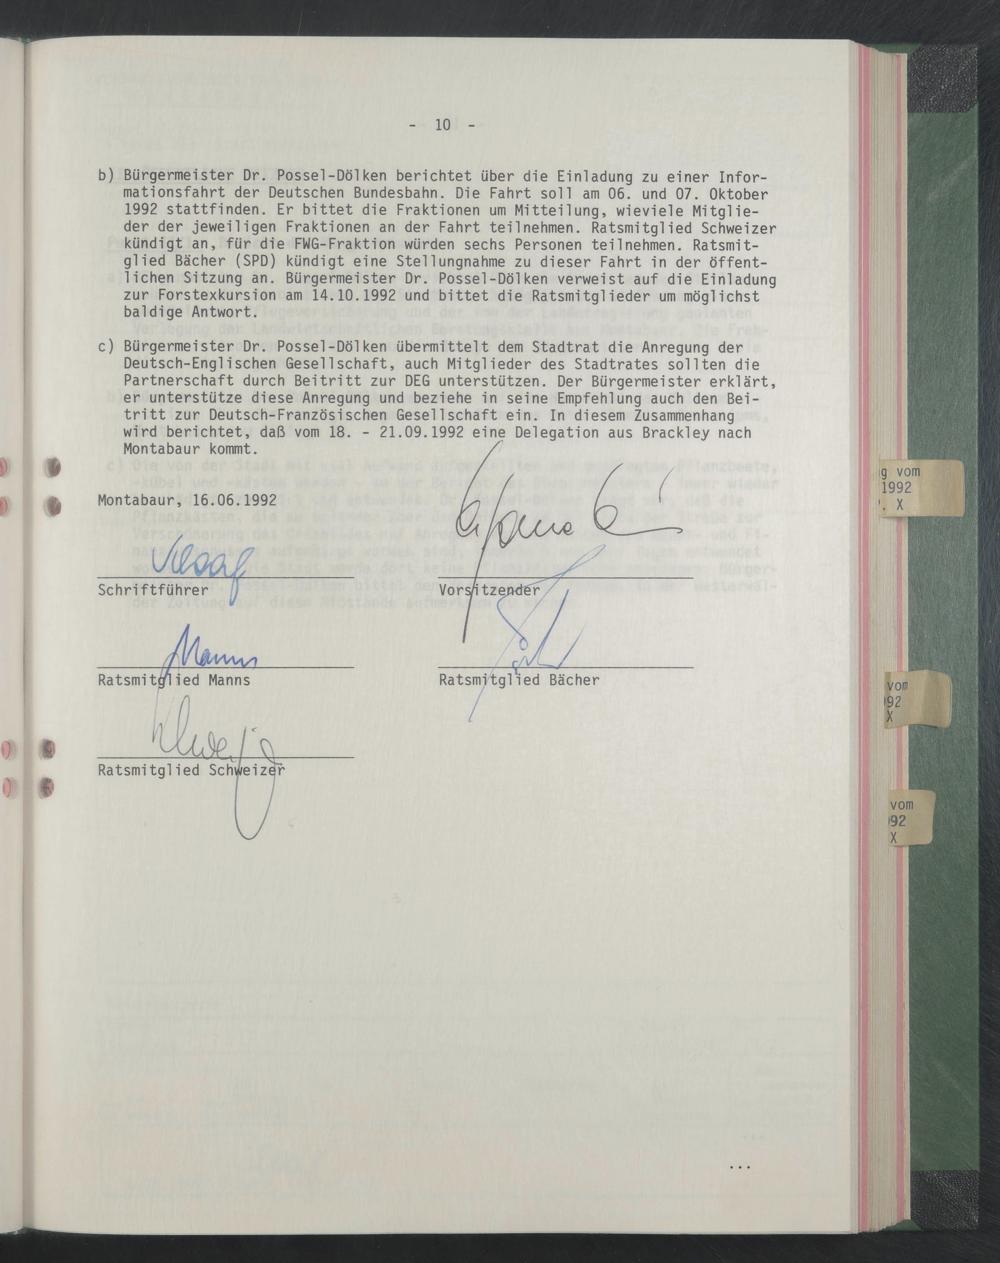 - 10 -
b) Bürgermeister Dr. Possel-Dölken berichtet über die Einladung zu einer Infor-
mationsfahrt der Deutschen Bundesbahn. Die Fahrt soll am 06. und 07. Oktober
1992 stattfinden. Er bittet die Fraktionen um Mitteilung, wieviele Mitglie-
der der jeweiligen Fraktionen an der Fahrt teilnehmen. Ratsmitglied Schweizer
kündigt an, für die FWG-Fraktion würden sechs Personen teilnehmen. Ratsmit-
glied Bächer (SPD) kündigt eine Stellungnahme zu dieser Fahrt in der öffent-
lichen Sitzung an. Bürgermeister Dr. Possel-Dölken verweist auf die Einladung
zur Forstexkursion am 14.10.1992 und bittet die Ratsmitglieder um möglichst
baldige Antwort.
c) Bürgermeister Dr. Possel-Dölken übermittelt dem Stadtrat die Anregung der
Deutsch-Englischen Gesellschaft, auch Mitglieder des Stadtrates sollten die
Partnerschaft durch Beitritt zur DEG unterstützen. Der Bürgermeister erklärt,
er unterstütze diese Anregung und beziehe in seine Empfehlung auch den Bei-
tritt zur Deutsch-Französischen Gesellschaft ein. In diesem Zusammenhang
wird berichtet, daß vom 18. - 21.09.1992 eine Delegation aus Brackley nach
Montabaur kommt.
Montabaur, 16.06.1992
Schriftführer
Vorsitzender
Manns
Ratsmitglied Manns
Ratsmitglied Bächer
Ratsmitglied Schweizer
...
g vom
1992
. X
vom
92
X
vom
92
X